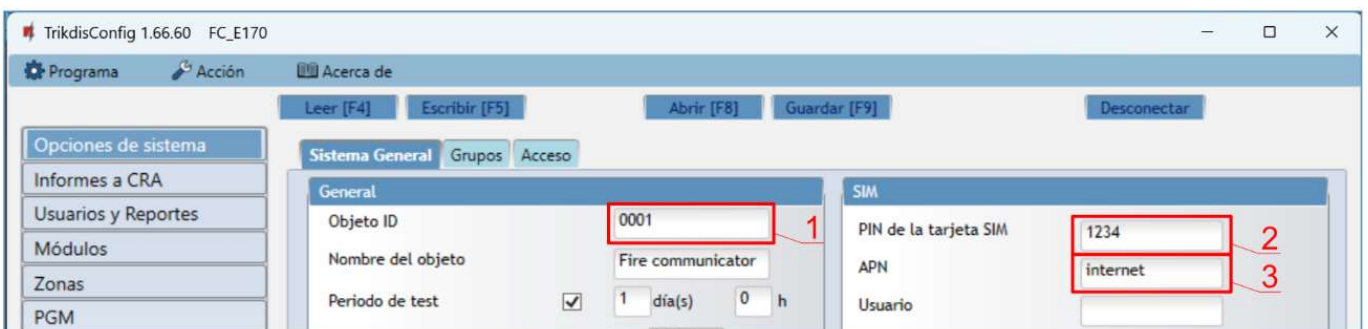 TrikdisConfig 1.66.60 FC_E170
Programa Acción Acerca de
Leer [F4] Escribir [F5] Abrir [F8] Guardar [F9] Desconectar
Opciones de sistema
Informes a CRA
Usuarios y Reportes
Módulos
Zonas
PGM
Sistema General Grupos Acceso
General
Objeto ID 0001 1
Nombre del objeto Fire communicator
Periodo de test 1 día(s) 0 h
SIM
PIN de la tarjeta SIM 1234 2
APN internet 3
Usuario